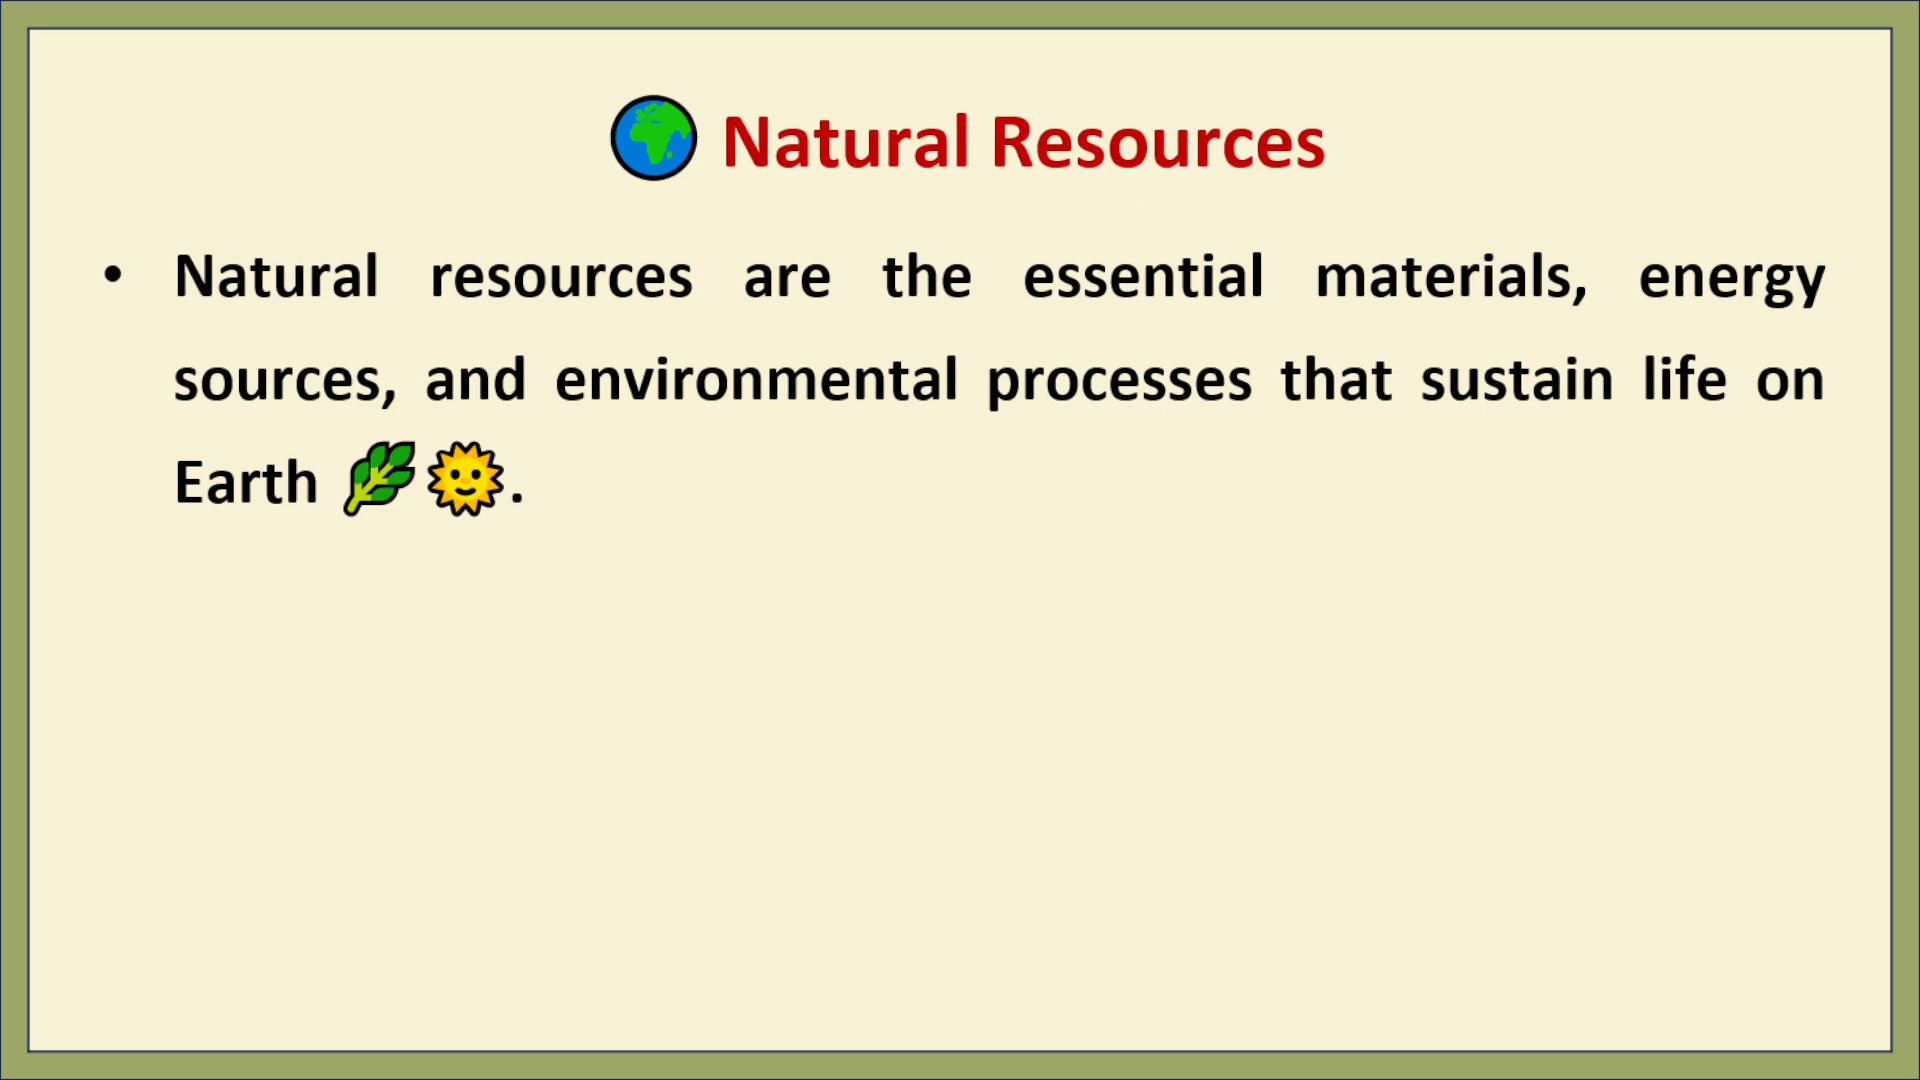 🌍 Natural Resources
• Natural resources are the essential materials, energy
sources, and environmental processes that sustain life on
Earth 🌿🌞.